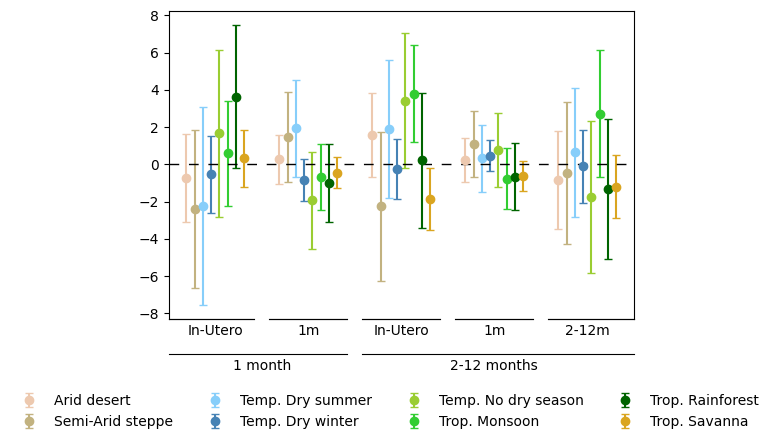 8
6
4
2
0
−2
−4
−6
−8
In-Utero 1m In-Utero 1m 2-12m
1 month 2-12 months
Arid desert Temp. Dry summer Temp. No dry season Trop. Rainforest
Semi-Arid steppe Temp. Dry winter Trop. Monsoon Trop. Savanna